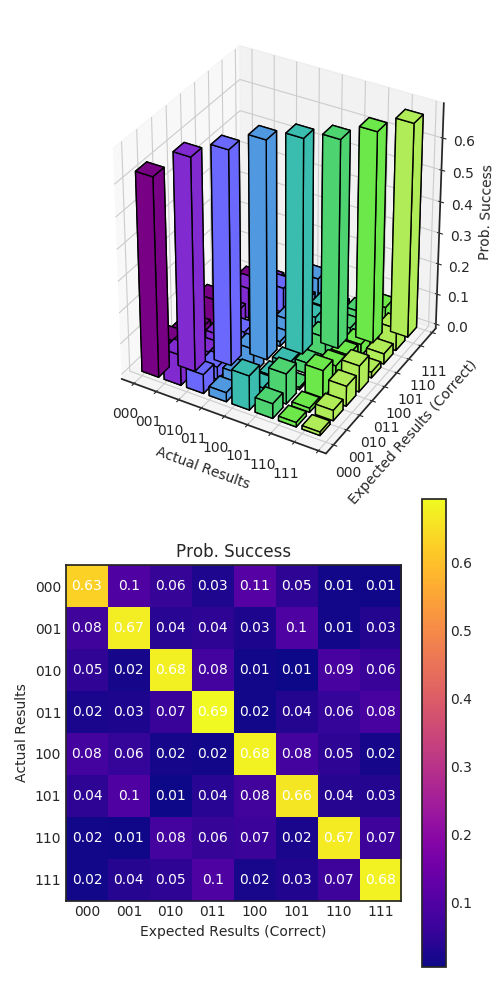 0.6
0.5
0.4
0.3
0.2
0.1
0.0
Prob. Success
000
001
010
011
100
101
110
111
Actual Results
000
001
010
011
100
101
110
111
Expected Results (Correct)
Prob. Success
000 0.63 0.1 0.06 0.03 0.11 0.05 0.01 0.01
001 0.08 0.67 0.04 0.04 0.03 0.1 0.01 0.03
010 0.05 0.02 0.68 0.08 0.01 0.01 0.09 0.06
011 0.02 0.03 0.07 0.69 0.02 0.04 0.06 0.08
100 0.08 0.06 0.02 0.02 0.68 0.08 0.05 0.02
101 0.04 0.1 0.01 0.04 0.08 0.66 0.04 0.03
110 0.02 0.01 0.08 0.06 0.07 0.02 0.67 0.07
111 0.02 0.04 0.05 0.1 0.02 0.03 0.07 0.68
000 001 010 011 100 101 110 111
Actual Results
Expected Results (Correct)
0.6
0.5
0.4
0.3
0.2
0.1